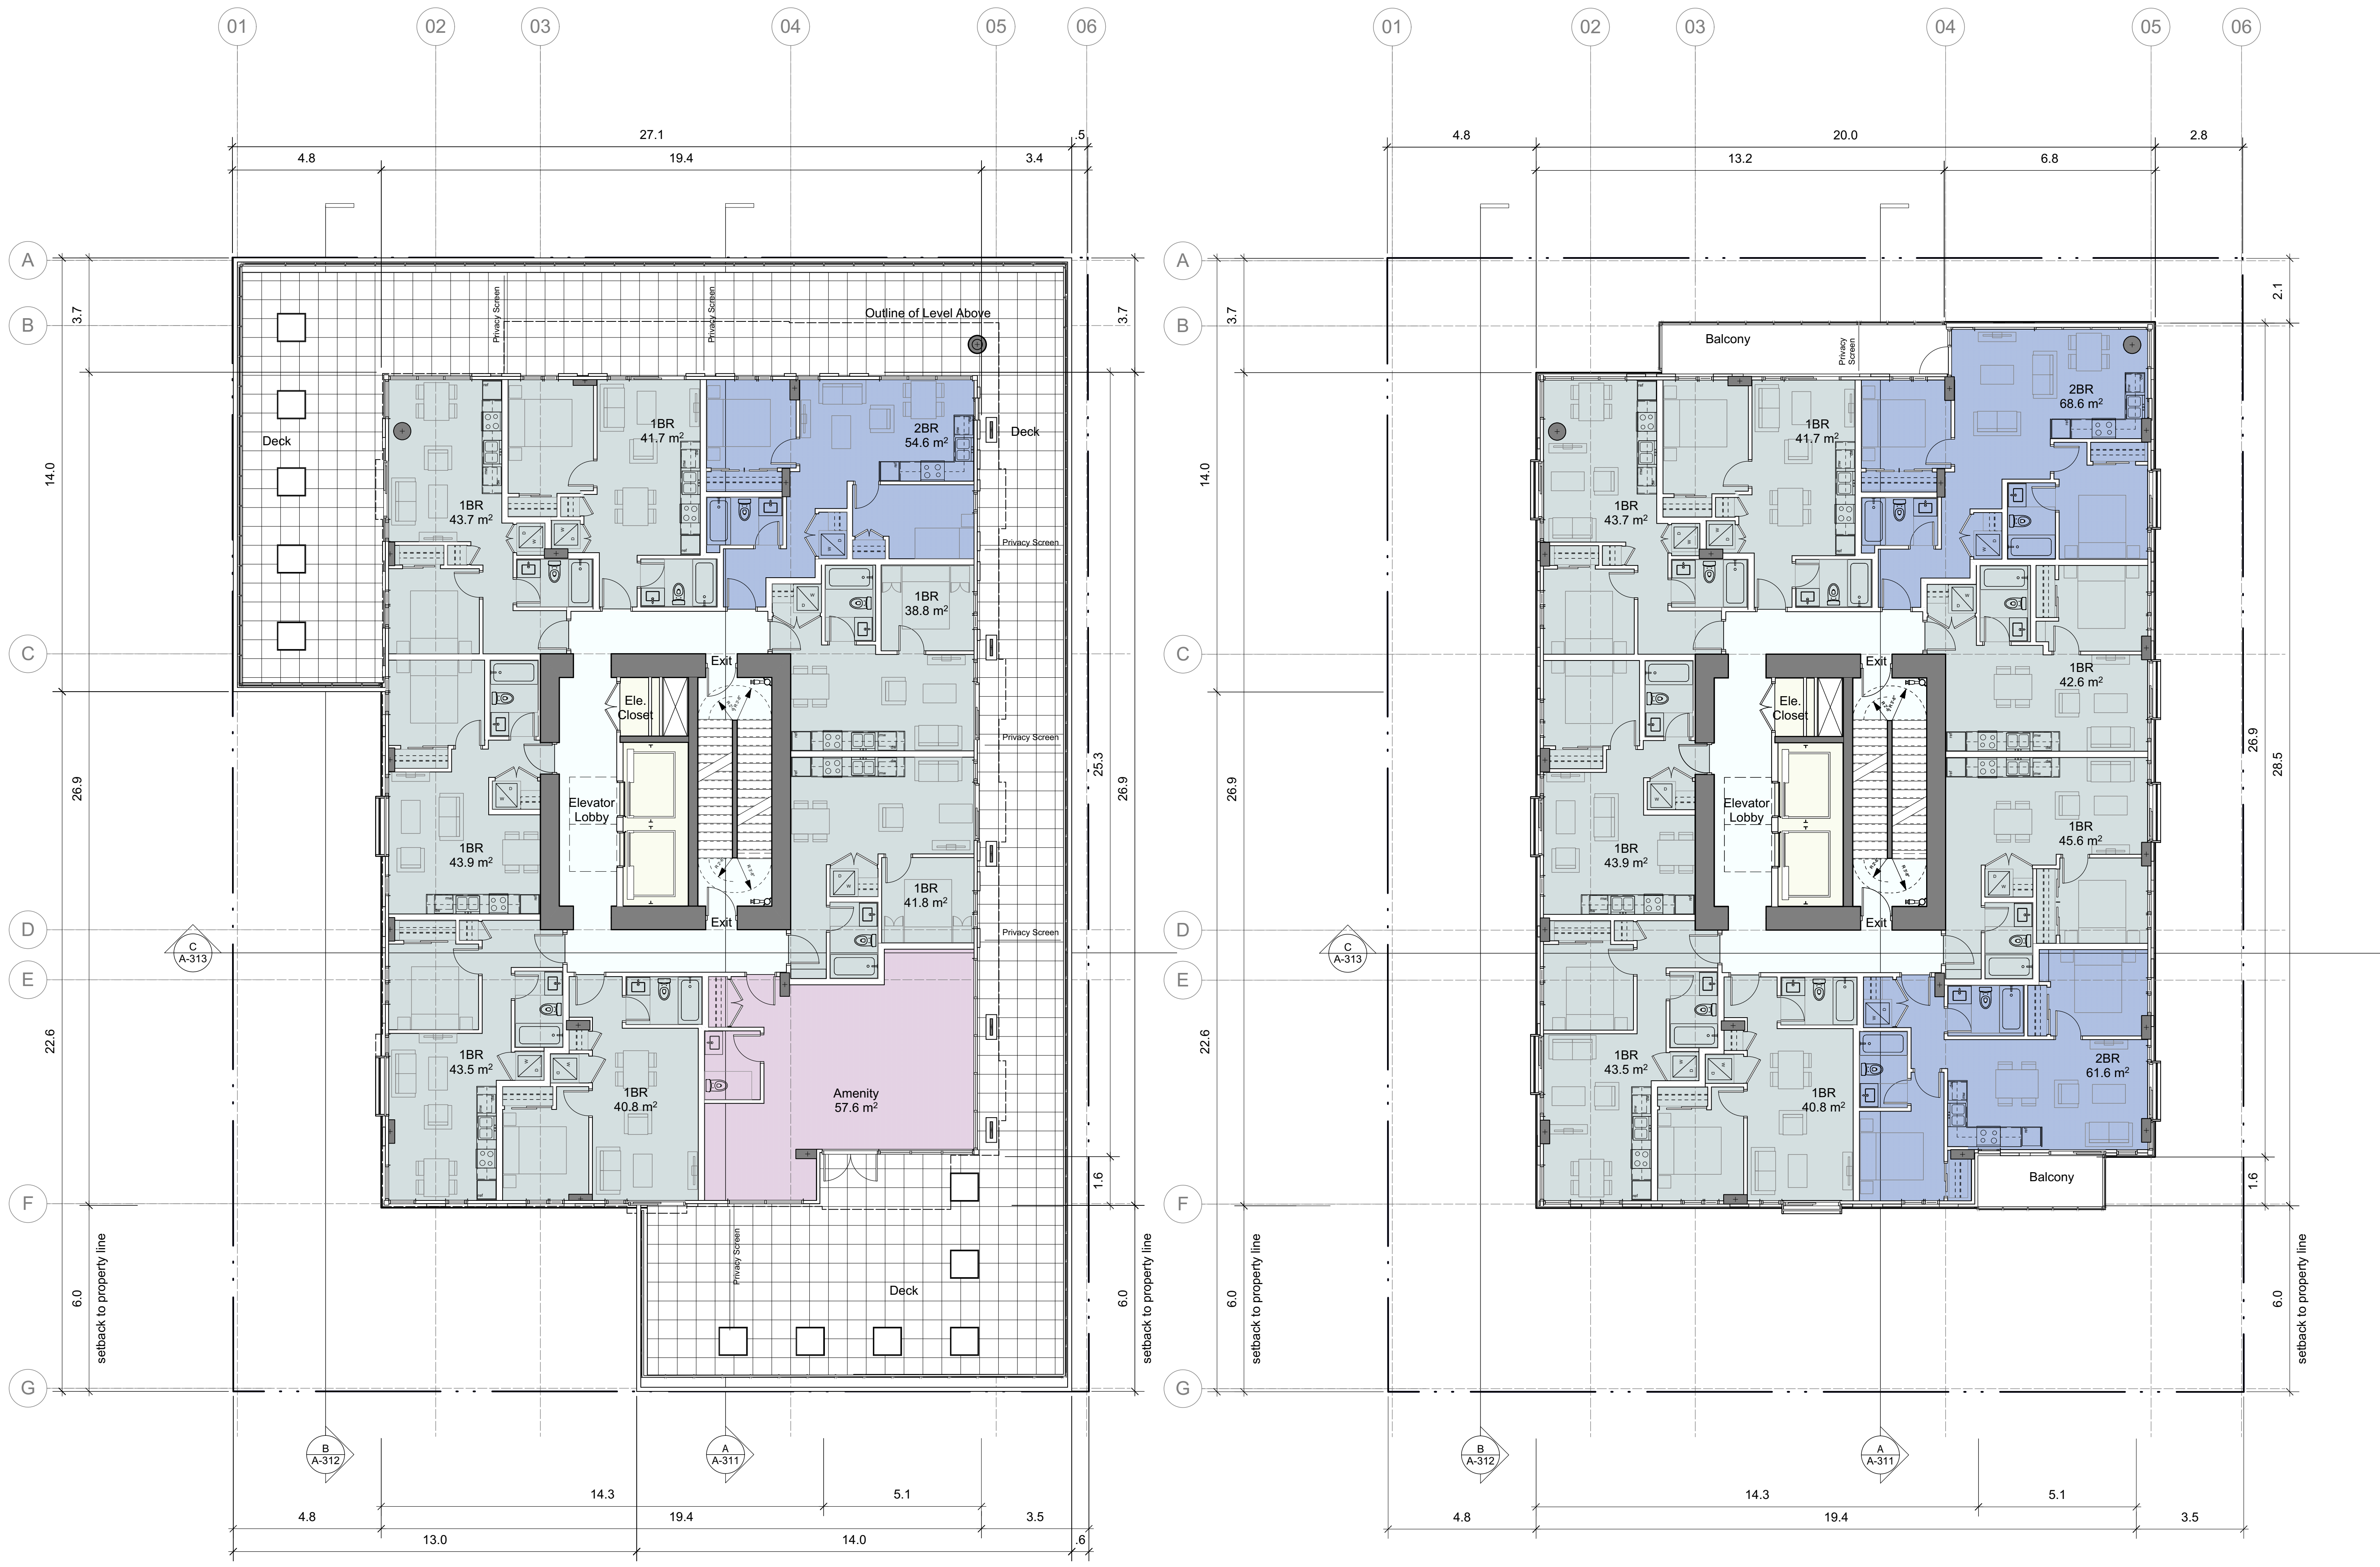 01 02 03 04 05 06
27.1 .5
4.8 19.4 3.4
A
B
C
D
E
F
G
3.7
14.0
26.9
22.6
6.0
setback to property line
Privacy Screen
Privacy Screen
Outline of Level Above
Deck
Deck
1BR
41.7 m²
2BR
54.6 m²
1BR
43.7 m²
Privacy Screen
1BR
38.8 m²
Exit
Ele.
Closet
Privacy Screen
Elevator
Lobby
1BR
43.9 m²
1BR
41.8 m²
Exit
Privacy Screen
C
A-313
1BR
43.5 m²
1BR
40.8 m²
Amenity
57.6 m²
Privacy Screen
Deck
3.7
25.3
26.9
1.6
6.0
setback to property line
B
A-312
A
A-311
14.3 5.1
4.8 19.4 3.5
13.0 14.0 .6
01 02 03 04 05 06
4.8 20.0 2.8
13.2 6.8
A
B
C
D
E
F
G
3.7
14.0
26.9
22.6
6.0
setback to property line
Balcony
Privacy
Screen
2BR
68.6 m²
1BR
41.7 m²
1BR
43.7 m²
Exit
1BR
42.6 m²
Ele.
Closet
Elevator
Lobby
1BR
45.6 m²
1BR
43.9 m²
Exit
C
A-313
1BR
43.5 m²
1BR
40.8 m²
2BR
61.6 m²
Balcony
2.1
26.9
28.5
1.6
6.0
setback to property line
B
A-312
A
A-311
14.3 5.1
4.8 19.4 3.5